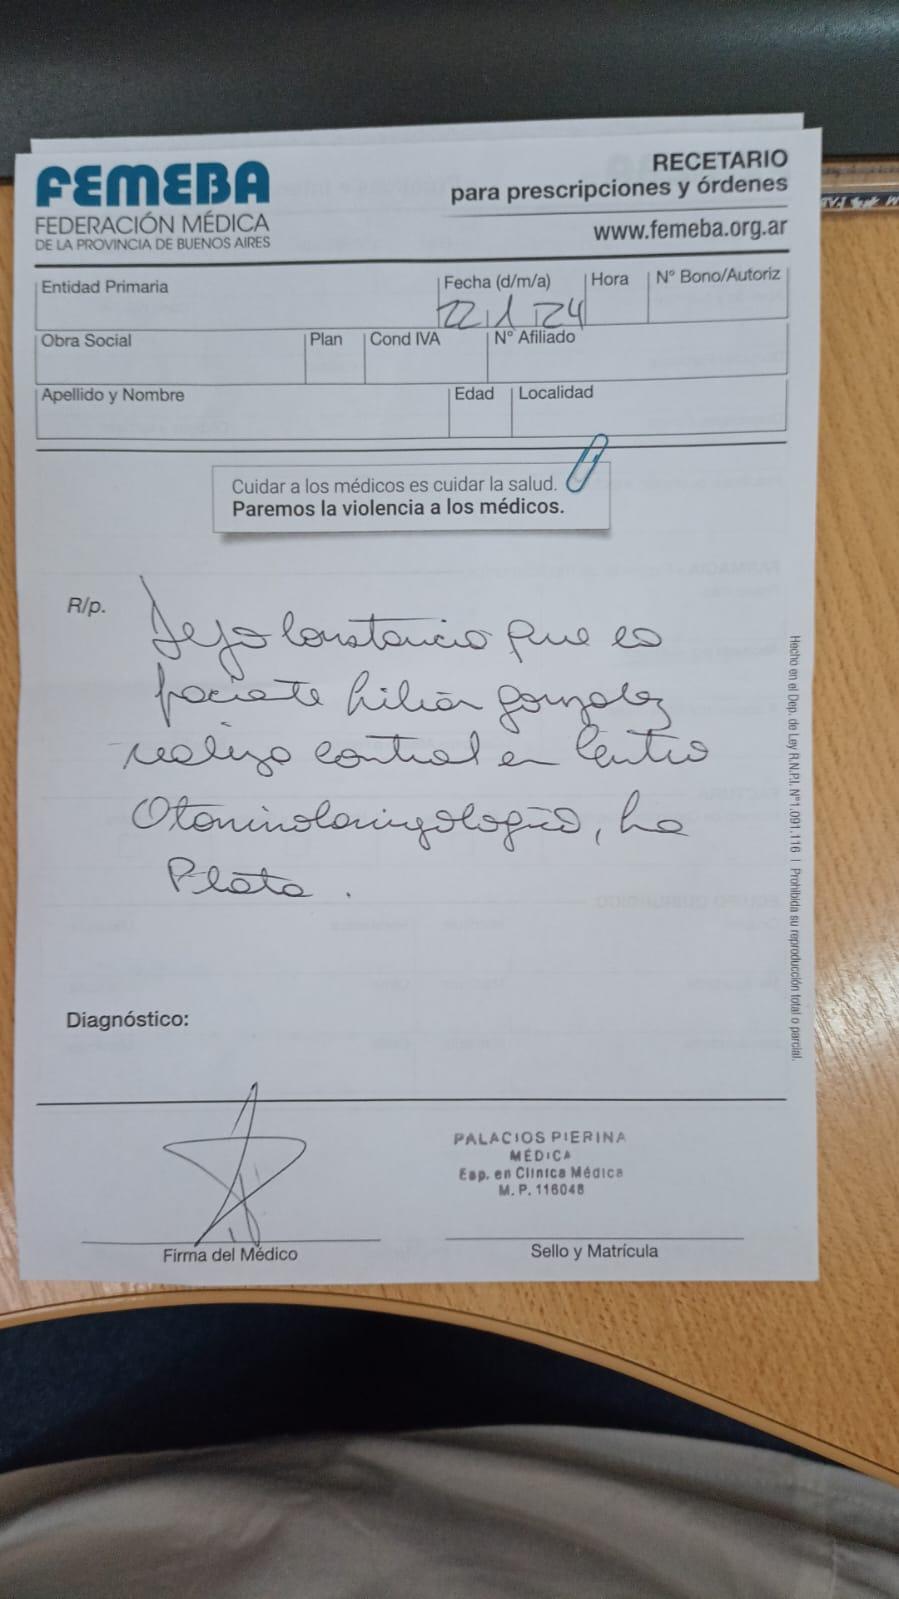 FEMEBA
FEDERACIÓN MÉDICA
DE LA PROVINCIA DE BUENOS AIRES
RECETARIO
para prescripciones y órdenes
www.femeba.org.ar
Entidad Primaria
Fecha (d/m/a)
Hora
N° Bono/Autoriz
22 1 24
Obra Social
Plan
Cond IVA
N° Afiliado
Apellido y Nombre
Edad
Localidad
Cuidar a los médicos es cuidar la salud.
Paremos la violencia a los médicos.
R/p.
Dejo Constancia que la
paciente Lilian Gonzalez
realizo control en Centro
Otorrinolaringologico, La
Plata.
Hecho en el Dep. de Ley R.N.P.I. N°1.091.116 | Prohibida su reproducción total o parcial.
Diagnóstico:
PALACIOS PIERINA
MÉDICA
Esp. en Clínica Médica
M. P. 116048
Firma del Médico
Sello y Matrícula